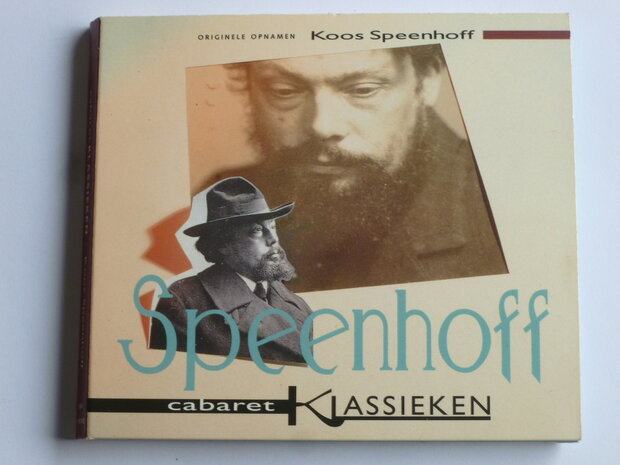 ORIGINELE OPNAMEN Koos Speenhoff
Speenhoff
cabaret KLASSIEKEN